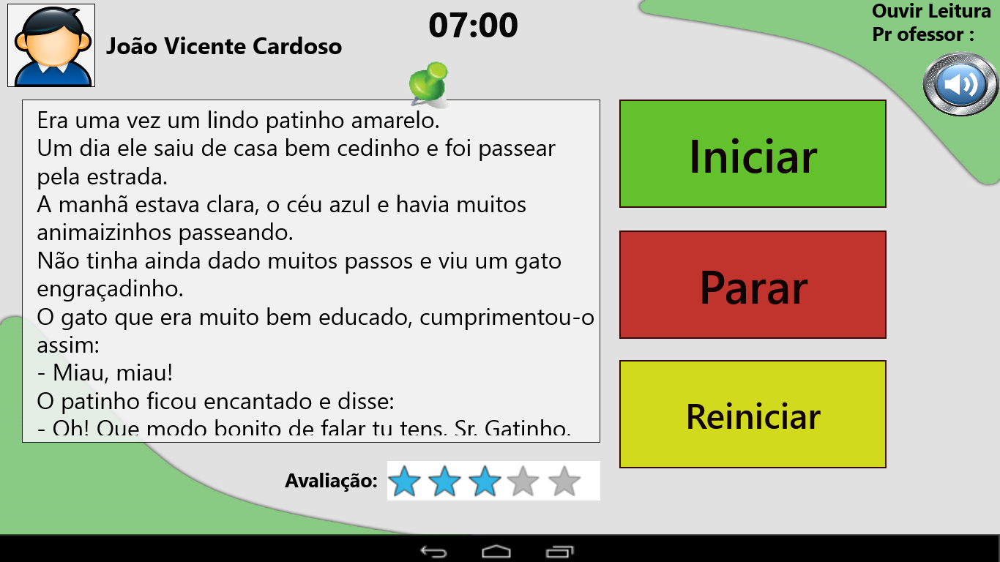 João Vicente Cardoso
07:00
Ouvir Leitura
Pr ofessor :
Era uma vez um lindo patinho amarelo.
Um dia ele saiu de casa bem cedinho e foi passear
pela estrada.
A manhã estava clara, o céu azul e havia muitos
animaizinhos passeando.
Não tinha ainda dado muitos passos e viu um gato
engraçadinho.
O gato que era muito bem educado, cumprimentou-o
assim:
- Miau, miau!
O patinho ficou encantado e disse:
- Oh! Que modo bonito de falar tu tens, Sr. Gatinho.
Iniciar
Parar
Reiniciar
Avaliação: